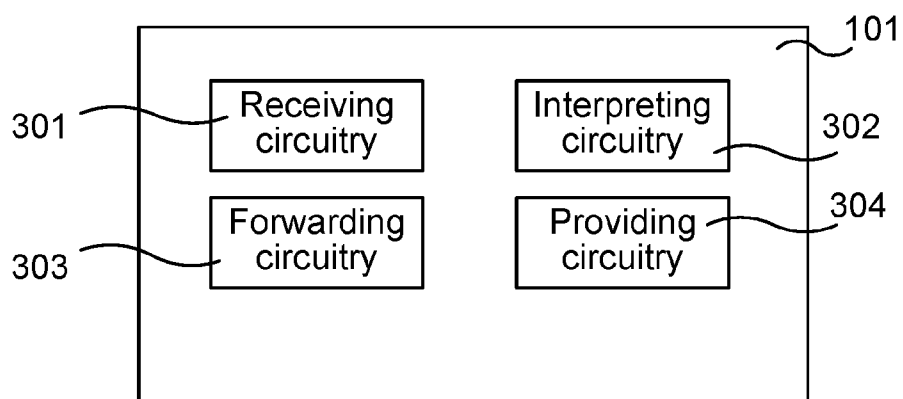 101
301
Receiving
circuitry
Interpreting
circuitry
302
303
Forwarding
circuitry
Providing
circuitry
304